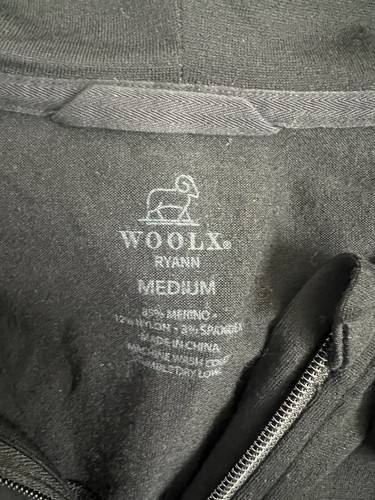 WOOLX®
RYANN
MEDIUM
85% MERINO -
12% NYLON - 3% SPANDEX
MADE IN CHINA
MACHINE WASH COLD
TUMBLE DRY LOW